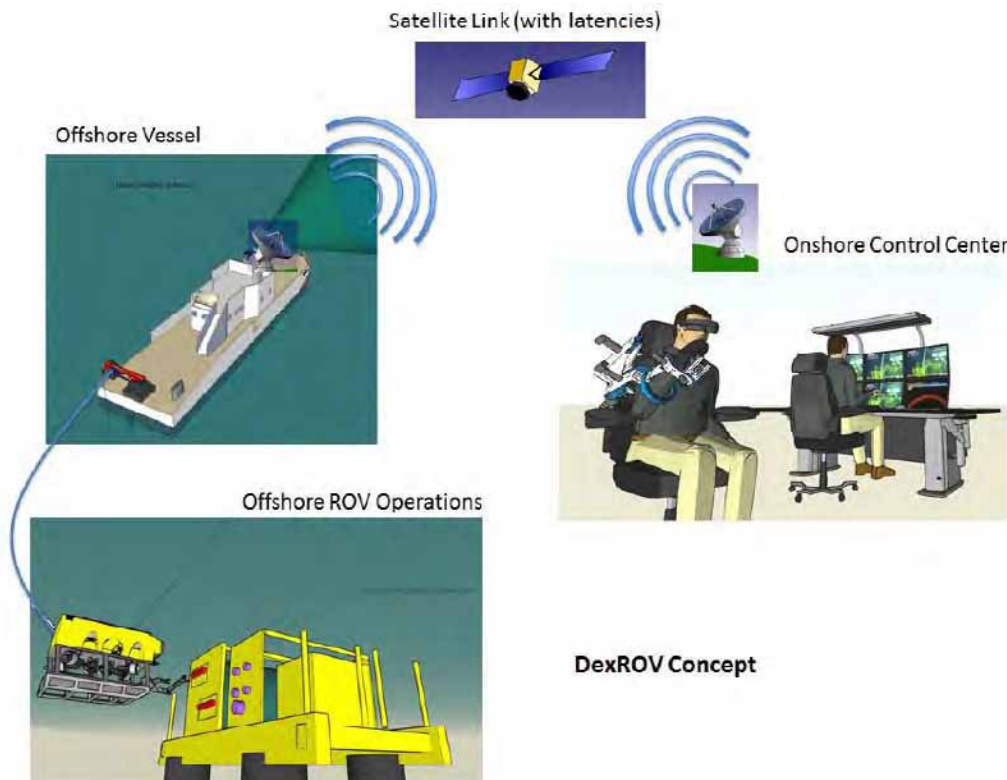 Satellite Link (with latencies)
Offshore Vessel
Onshore Control Center
Offshore ROV Operations
DexROV Concept